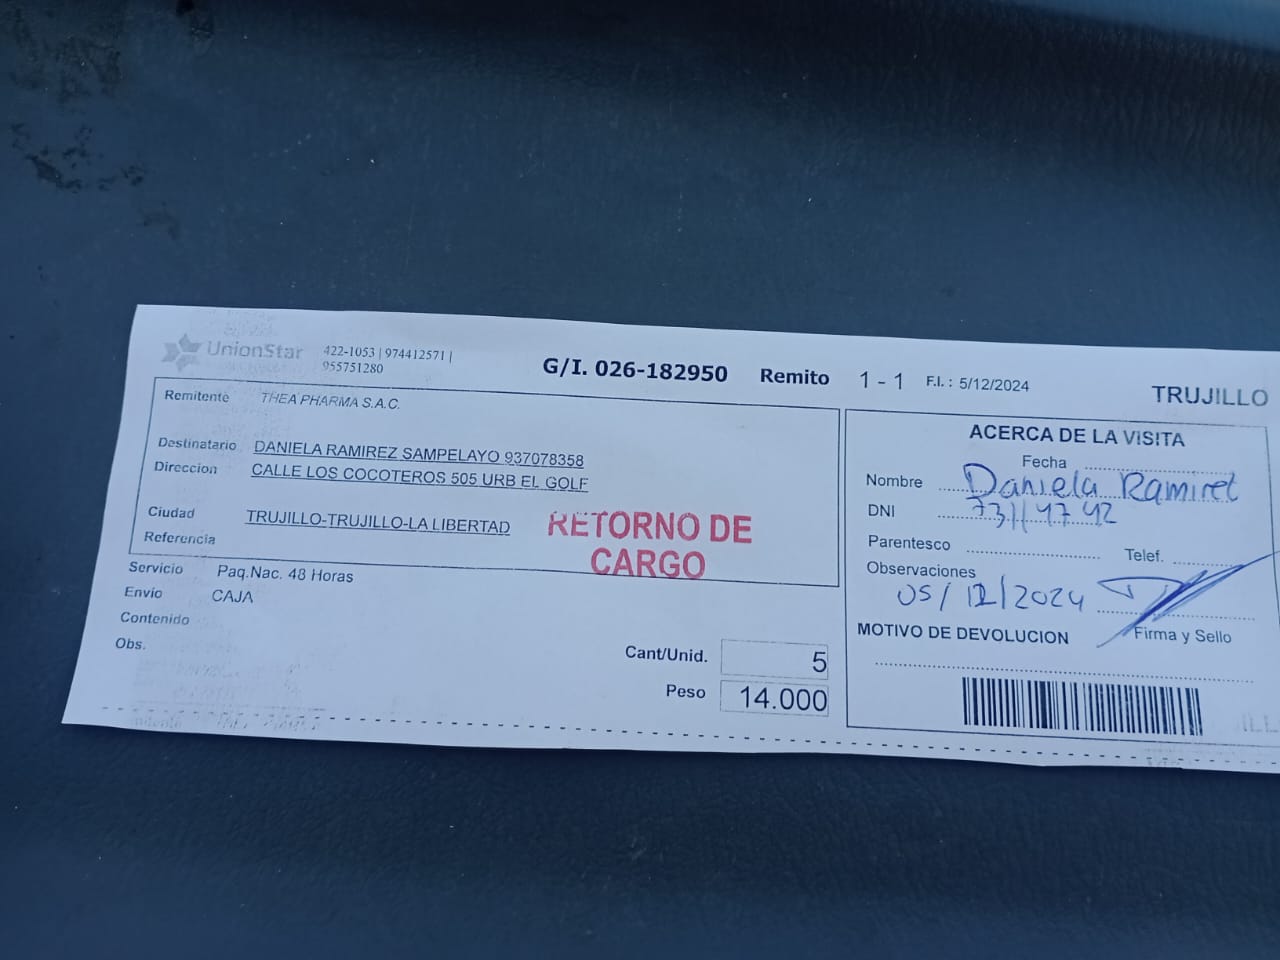 UnionStar 422-1053 | 974412571 |
955751280
G/I. 026-182950 Remito 1 - 1 F.I. : 5/12/2024
TRUJILLO
Remitente THEA PHARMA S.A.C.
Destinatario DANIELA RAMIREZ SAMPELAYO 937078358
Direccion CALLE LOS COCOTEROS 505 URB EL GOLF
Ciudad TRUJILLO-TRUJILLO-LA LIBERTAD
Referencia
RETORNO DE
CARGO
Servicio Paq.Nac. 48 Horas
Envio CAJA
Contenido
Obs.
Cant/Unid. 5
Peso 14.000
ACERCA DE LA VISITA
Fecha
Nombre Daniela Ramirez
DNI
Parentesco Telef.
Observaciones
05/12/2024
Firma y Sello
MOTIVO DE DEVOLUCION